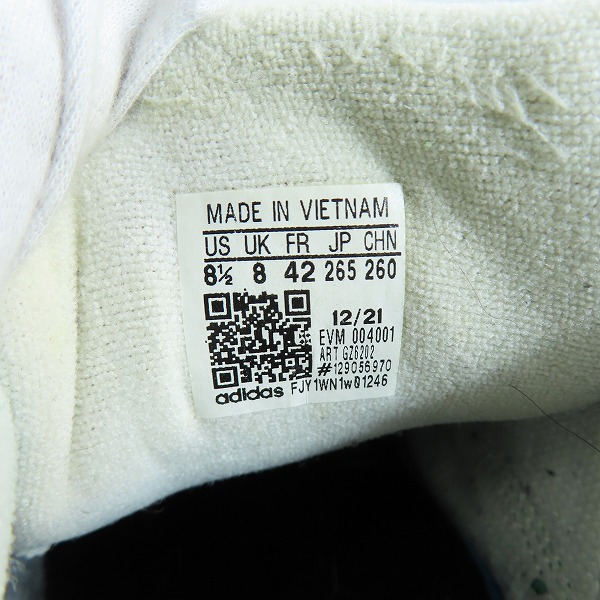 MADE IN VIETNAM
US UK FR JP CHN
8½ 8 42 265 260
12/21
EVM 004001
ART GZ8202
#129056970
adidas FJY1WN1w01246